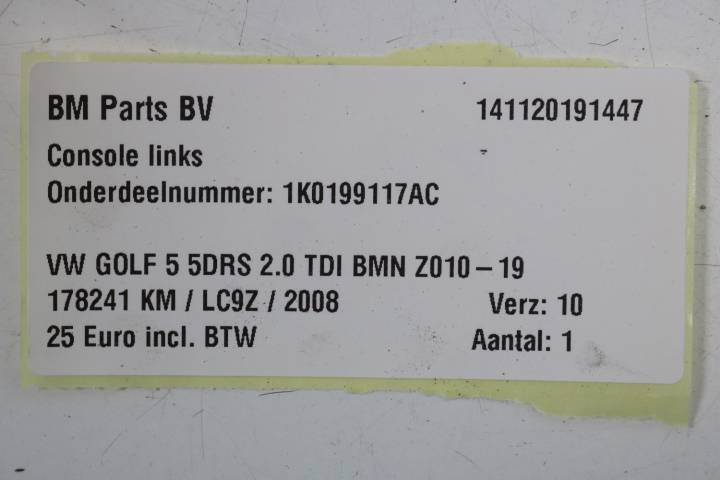 BM Parts BV 141120191447
Console links
Onderdeelnummer: 1K0199117AC
VW GOLF 5 5DRS 2.0 TDI BMN Z010-19
178241 KM / LC9Z / 2008 Verz: 10
25 Euro incl. BTW Aantal: 1